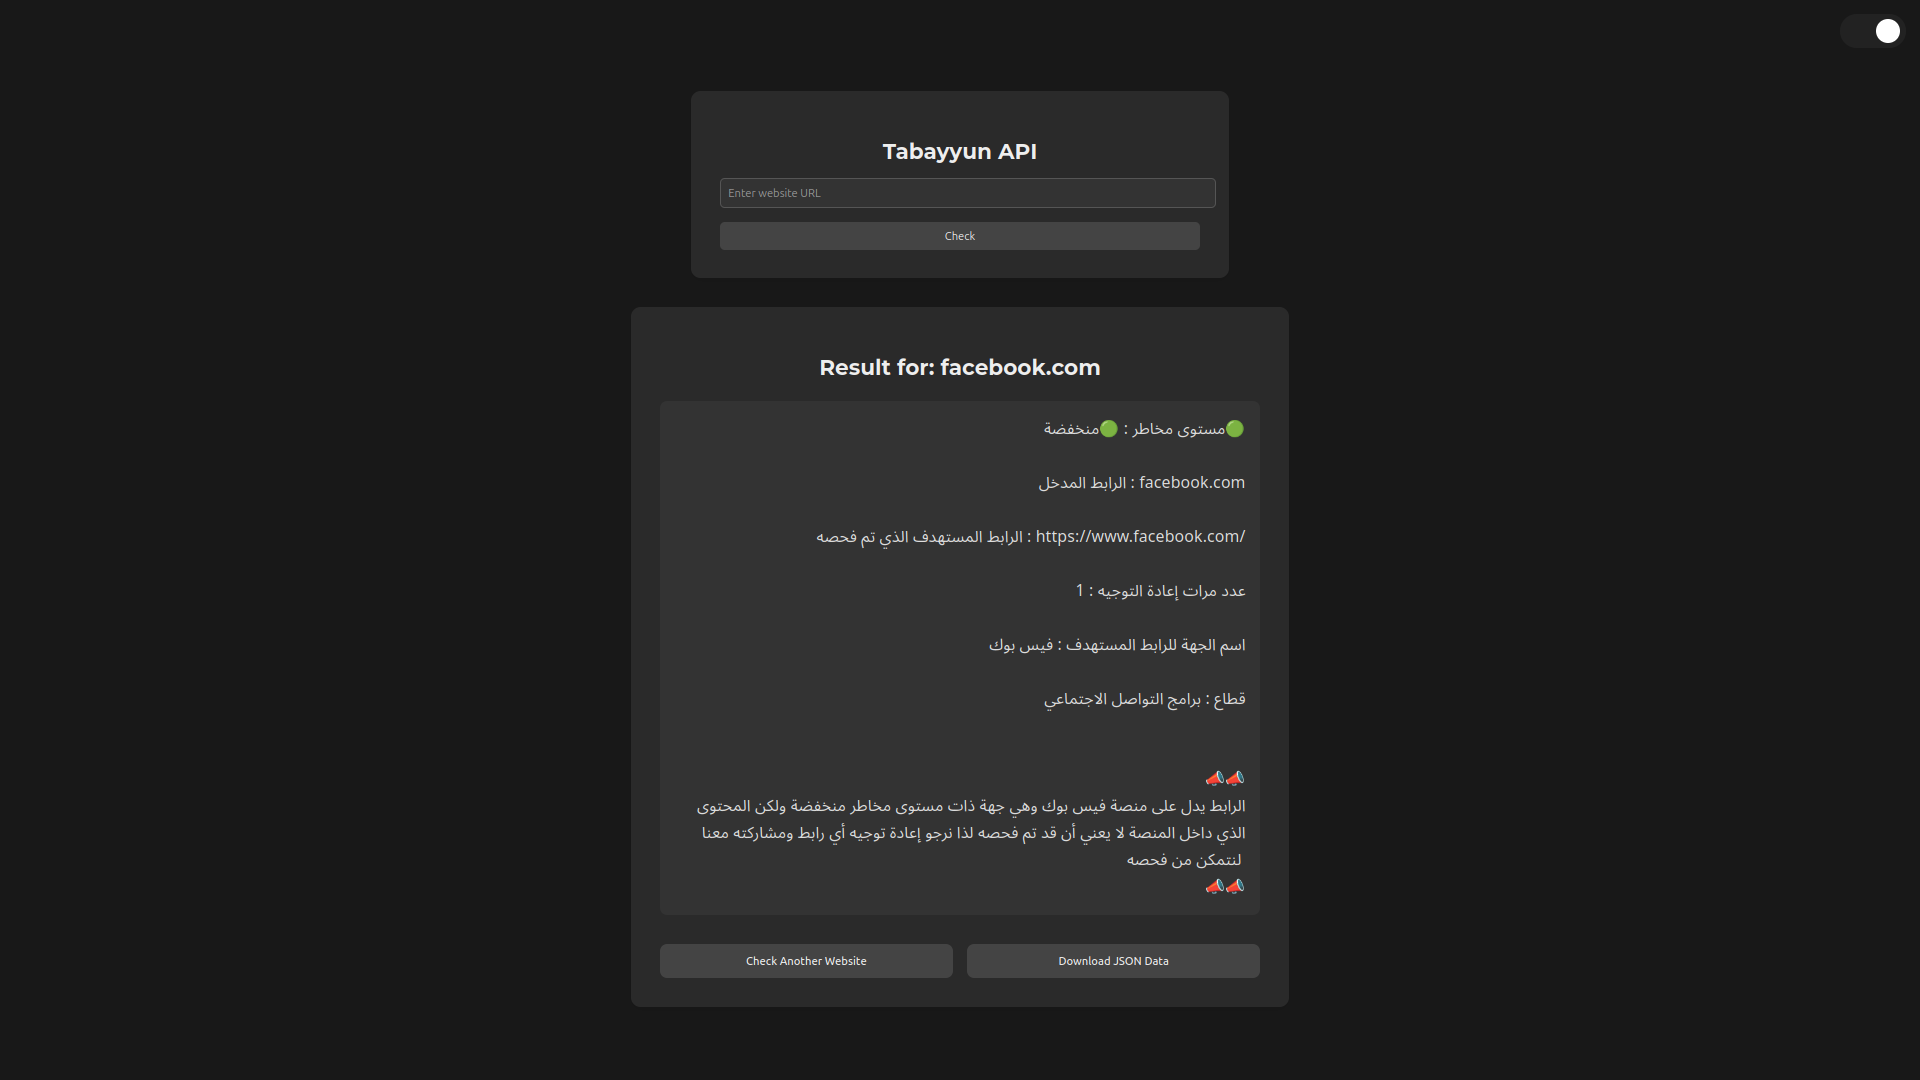 Tabayyun API
Enter website URL
Check
Result for: facebook.com
🟢مستوى مخاطر : 🟢منخفضة
facebook.com : الرابط المدخل
https://www.facebook.com/ : الرابط المستهدف الذي تم فحصه
عدد مرات إعادة التوجيه : 1
اسم الجهة للرابط المستهدف : فيس بوك
قطاع : برامج التواصل الاجتماعي
📣📣
الرابط يدل على منصة فيس بوك وهي جهة ذات مستوى مخاطر منخفضة ولكن المحتوى
الذي داخل المنصة لا يعني أن قد تم فحصه لذا نرجو إعادة توجيه أي رابط ومشاركته معنا
لنتمكن من فحصه
📣📣
Check Another Website
Download JSON Data